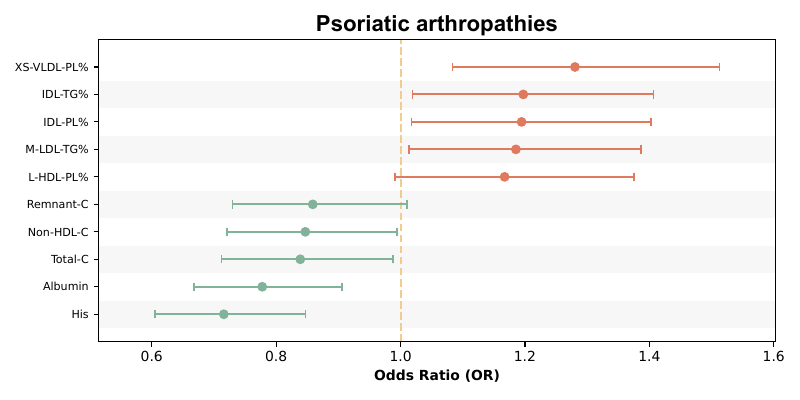 Psoriatic arthropathies
XS-VLDL-PL%
IDL-TG%
IDL-PL%
M-LDL-TG%
L-HDL-PL%
Remnant-C
Non-HDL-C
Total-C
Albumin
His
0.6 0.8 1.0 1.2 1.4 1.6
Odds Ratio (OR)